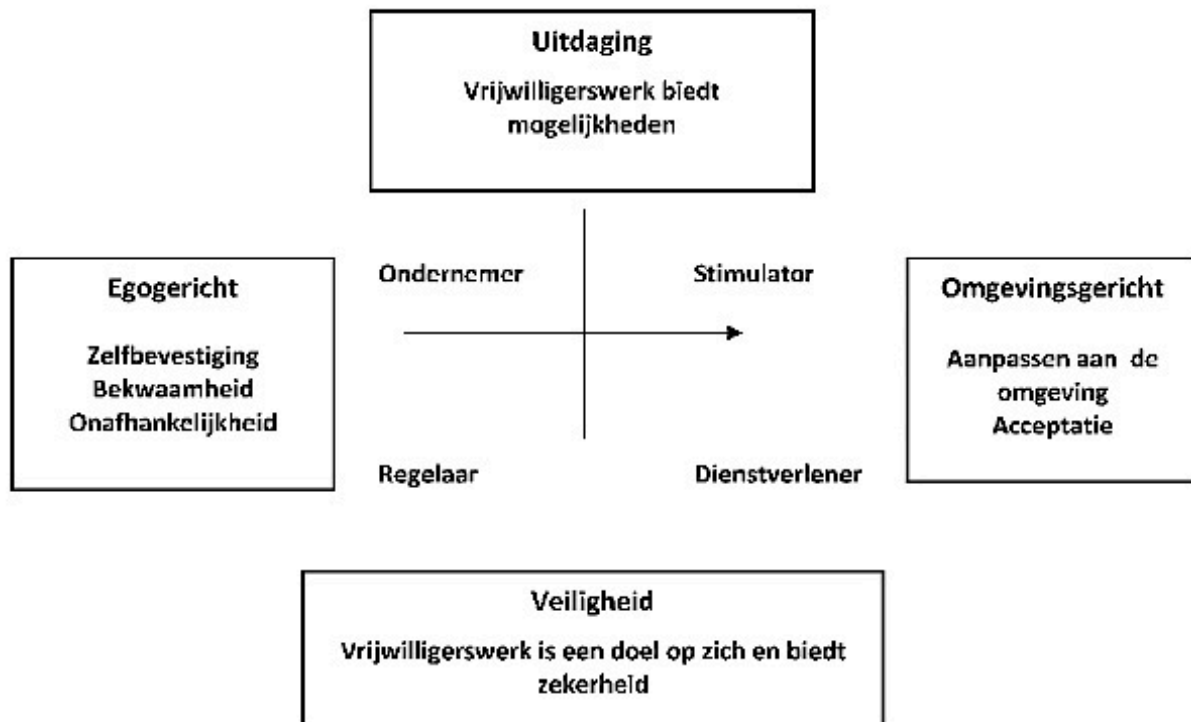 Uitdaging
Vrijwilligerswerk biedt
mogelijkheden
Egogericht
Zelfbevestiging
Bekwaamheid
Onafhankelijkheid
Ondernemer
Stimulator
Regelaar
Dienstverlener
Omgevingsgericht
Aanpassen aan de
omgeving
Acceptatie
Veiligheid
Vrijwilligerswerk is een doel op zich en biedt
zekerheid